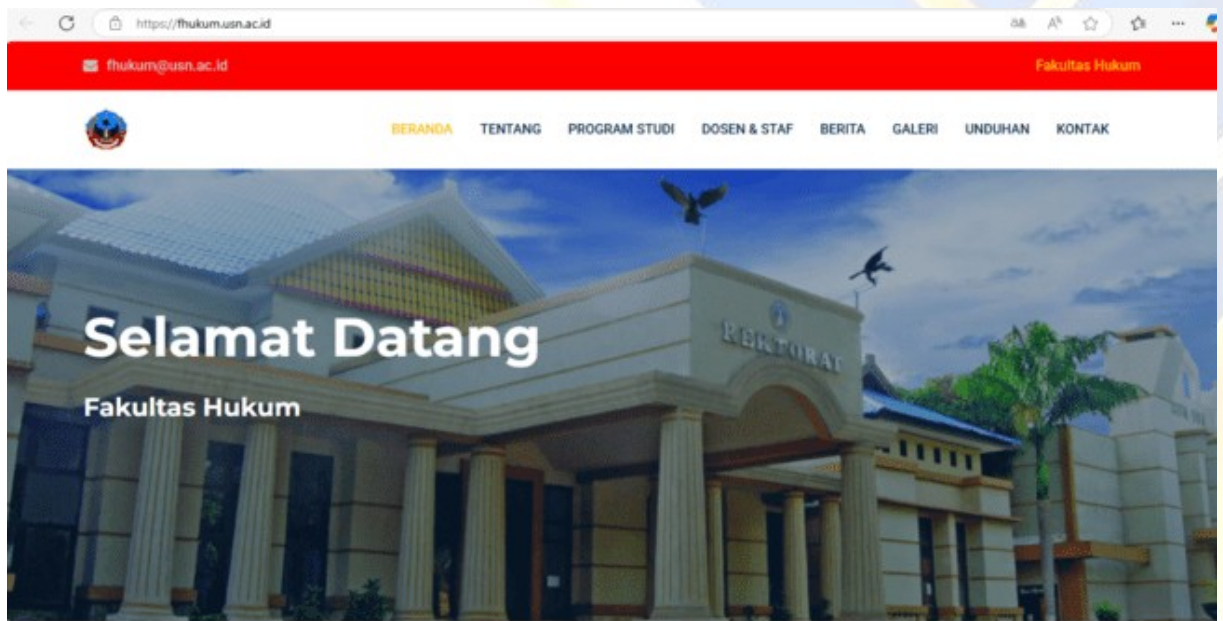 https://fhukum.usn.ac.id
fhukum@usn.ac.id
Fakultas Hukum
BERANDA TENTANG PROGRAM STUDI DOSEN & STAF BERITA GALERI UNDUHAN KONTAK
Selamat Datang
REKTORAT
Fakultas Hukum